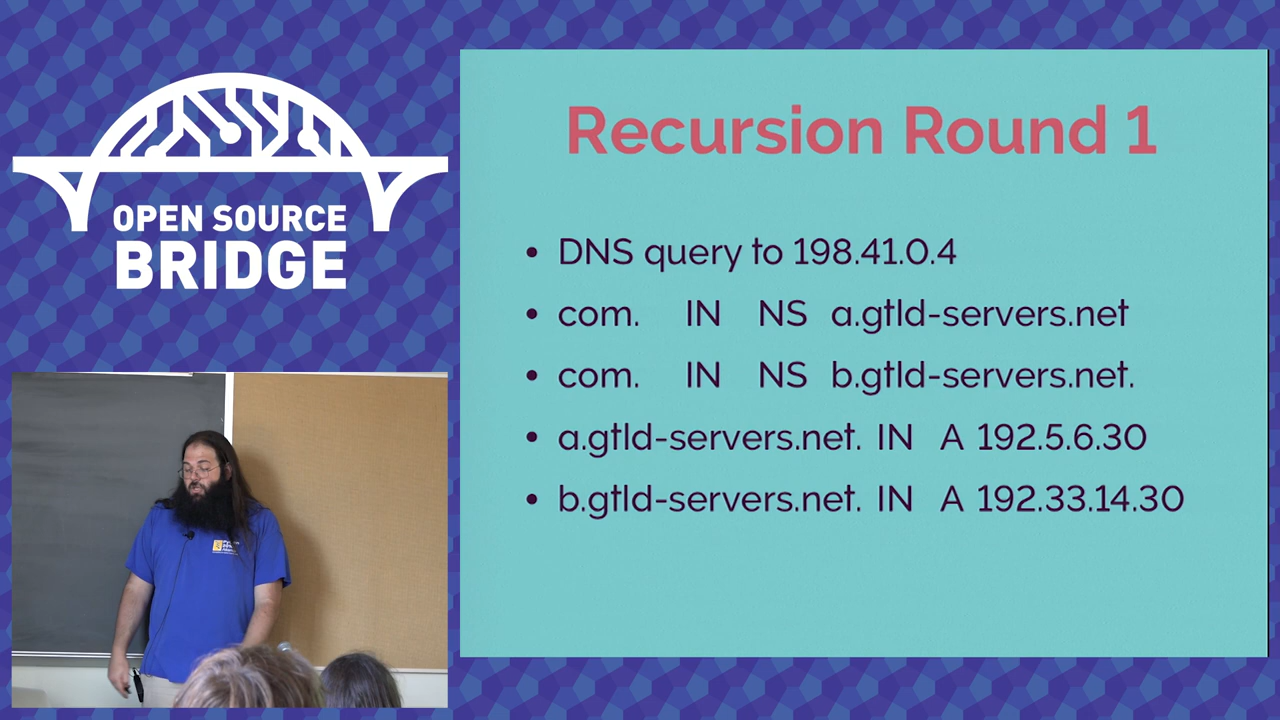 OPEN SOURCE
BRIDGE
Recursion Round 1
• DNS query to 198.41.0.4
• com. IN NS a.gtld-servers.net
• com. IN NS b.gtld-servers.net.
• a.gtld-servers.net. IN A 192.5.6.30
• b.gtld-servers.net. IN A 192.33.14.30